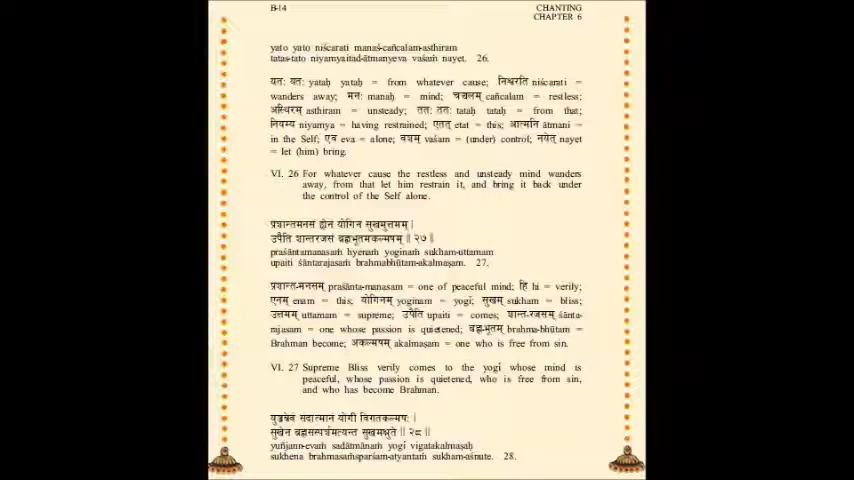 B-14
CHANTING
CHAPTER 6
yato yato niścarati manaś-cañcalam-asthiram
tatas-tato niyamyaitad-ātmanyeva vaśaṁ nayet. 26.
यतः यतः yataḥ yataḥ = from whatever cause; निश्चरति niścarati =
wanders away; मनः manaḥ = mind; चञ्चलम् cañcalam = restless;
अस्थिरम् asthiram = unsteady; ततः ततः tataḥ tataḥ = from that;
नियम्य niyamya = having restrained; एतत् etat = this; आत्मनि ātmani =
in the Self; एव eva = alone; वशम् vaśam = (under) control; नयेत् nayet
= let (him) bring.
VI. 26 For whatever cause the restless and unsteady mind wanders
away, from that let him restrain it, and bring it back under
the control of the Self alone.
प्रशान्तमनसं ह्येनं योगिनं सुखमुत्तमम् ।
उपैति शान्तरजसं ब्रह्मभूतमकल्मषम् ॥ २७ ॥
praśāntamanasaṁ hyenaṁ yoginaṁ sukham-uttamam
upaiti śāntarajasaṁ brahmabhūtam-akalmaṣam. 27.
प्रशान्त-मनसम् praśānta-manasam = one of peaceful mind; हि hi = verily;
एनम् enam = this; योगिनम् yoginam = yogī; सुखम् sukham = bliss;
उत्तमम् uttamam = supreme; उपैति upaiti = comes; शान्त-रजसम् śānta-
rajasam = one whose passion is quietened; ब्रह्म-भूतम् brahma-bhūtam =
Brahman become; अकल्मषम् akalmaṣam = one who is free from sin.
VI. 27 Supreme Bliss verily comes to the yogī whose mind is
peaceful, whose passion is quietened, who is free from sin,
and who has become Brahman.
युञ्जन्नेवं सदात्मानं योगी विगतकल्मषः ।
सुखेन ब्रह्मसंस्पर्शमत्यन्तं सुखमश्नुते ॥ २८ ॥
yuñjann-evaṁ sadātmānaṁ yogī vigatakalmaṣaḥ
sukhena brahmasaṁsparśam-atyantaṁ sukham-aśnute. 28.